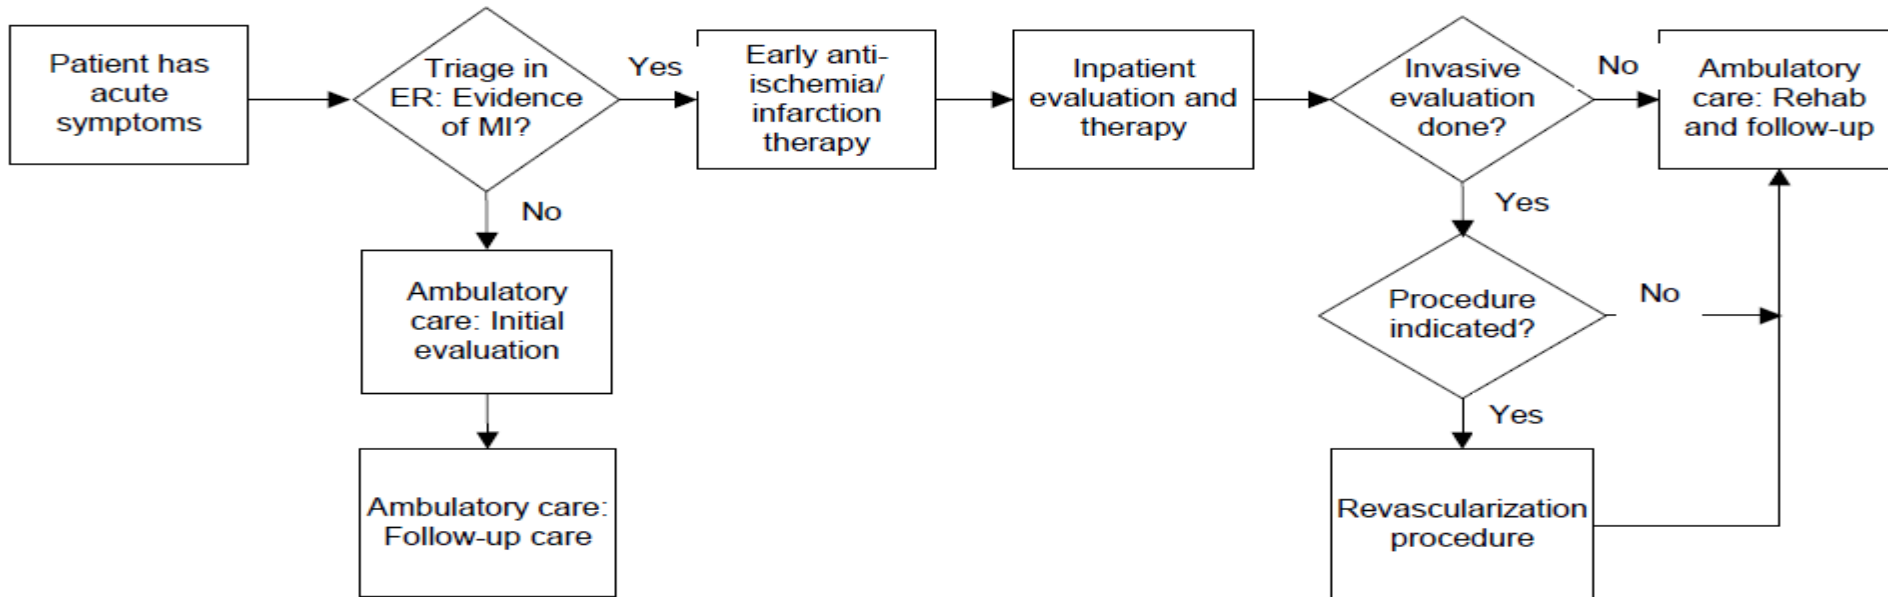 Patient has
acute
symptoms
Triage in
ER: Evidence
of MI?
Yes
Early anti-
ischemia/
infarction
therapy
Inpatient
evaluation and
therapy
Invasive
evaluation
done?
No
Ambulatory
care: Rehab
and follow-up
No
Yes
Ambulatory
care: Initial
evaluation
Procedure
indicated?
No
Yes
Ambulatory care:
Follow-up care
Revascularization
procedure